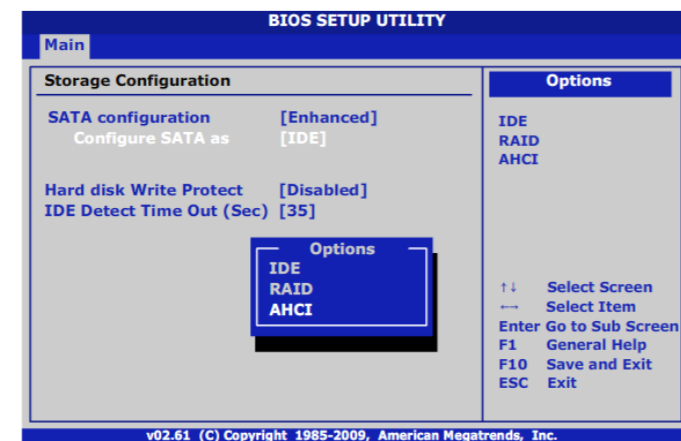 BIOS SETUP UTILITY
Main
Storage Configuration
SATA configuration [Enhanced]
Configure SATA as [IDE]
Hard disk Write Protect [Disabled]
IDE Detect Time Out (Sec) [35]
Options
IDE
RAID
AHCI
Options
IDE
RAID
AHCI
↑↓ Select Screen
←→ Select Item
Enter Go to Sub Screen
F1 General Help
F10 Save and Exit
ESC Exit
v02.61 (C) Copyright 1985-2009, American Megatrends, Inc.